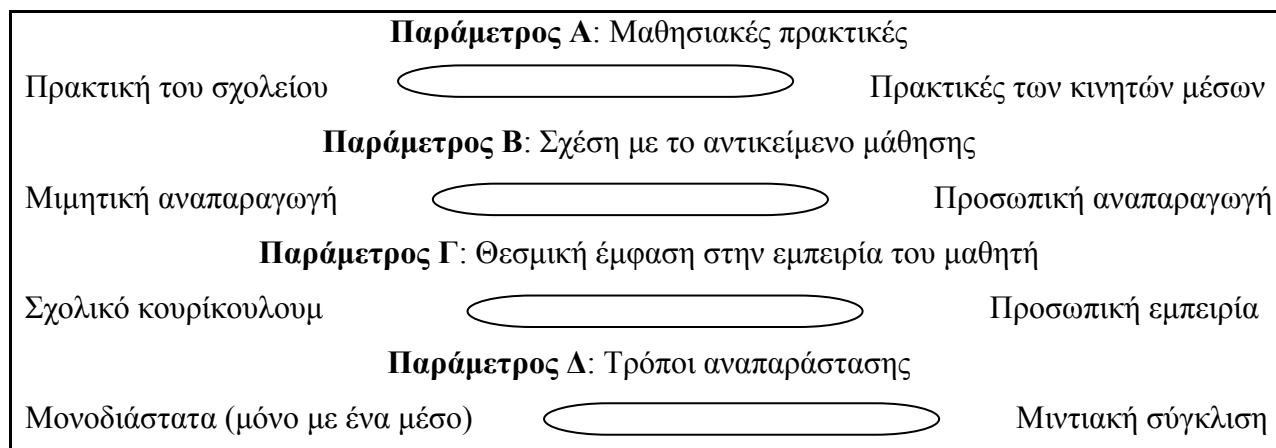 Παράμετρος Α: Μαθησιακές πρακτικές
Πρακτική του σχολείου Πρακτικές των κινητών μέσων
Παράμετρος Β: Σχέση με το αντικείμενο μάθησης
Μιμητική αναπαραγωγή Προσωπική αναπαραγωγή
Παράμετρος Γ: Θεσμική έμφαση στην εμπειρία του μαθητή
Σχολικό κουρίκουλουμ Προσωπική εμπειρία
Παράμετρος Δ: Τρόποι αναπαράστασης
Μονοδιάστατα (μόνο με ένα μέσο) Μιντιακή σύγκλιση